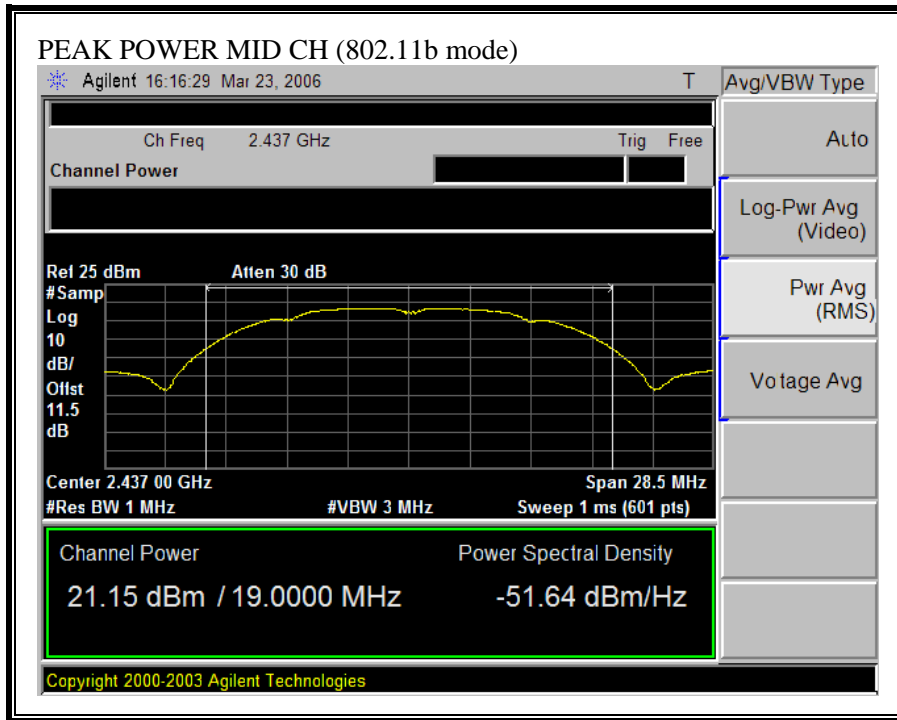 PEAK POWER MID CH (802.11b mode)
Agilent 16:16:29 Mar 23, 2006 T
Avg/VBW Type
Ch Freq 2.437 GHz Trig Free
Channel Power
Auto
Log-Pwr Avg
(Video)
Pwr Avg
(RMS)
Vo tage Avg
Ref 25 dBm Atten 30 dB
#Samp
Log
10
dB/
Offst
11.5
dB
Center 2.437 00 GHz Span 28.5 MHz
#Res BW 1 MHz #VBW 3 MHz Sweep 1 ms (601 pts)
Channel Power Power Spectral Density
21.15 dBm / 19.0000 MHz -51.64 dBm/Hz
Copyright 2000-2003 Agilent Technologies